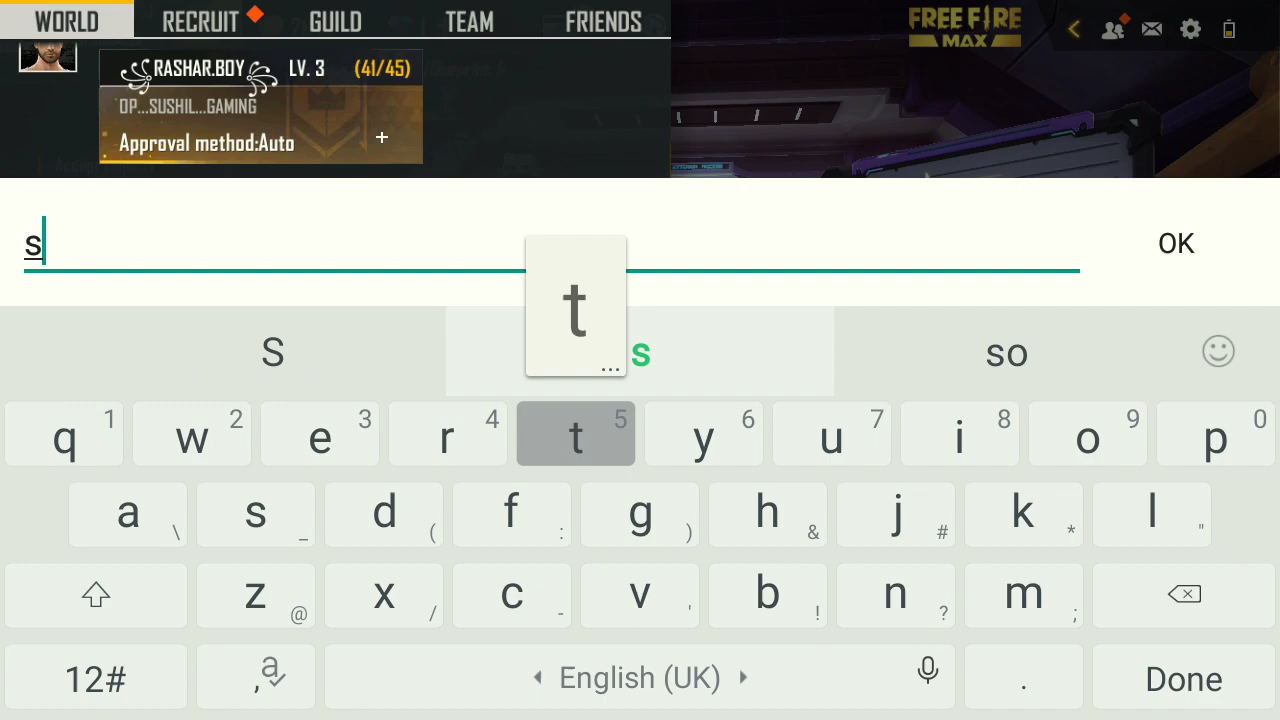 WORLD RECRUIT GUILD TEAM FRIENDS
FREE FIRE
MAX
RASHAR.BOY LV. 3 (41/45)
OP...SUSHIL...GAMING
Approval method:Auto +
s
OK
t
...
S s so
q 1 w 2 e 3 r 4 t 5 y 6 u 7 i 8 o 9 p 0
a \ s _ d ( f : g ) h & j # k * l "
z @ x / c - v ' b ! n ? m ;
12# , a English (UK) . Done